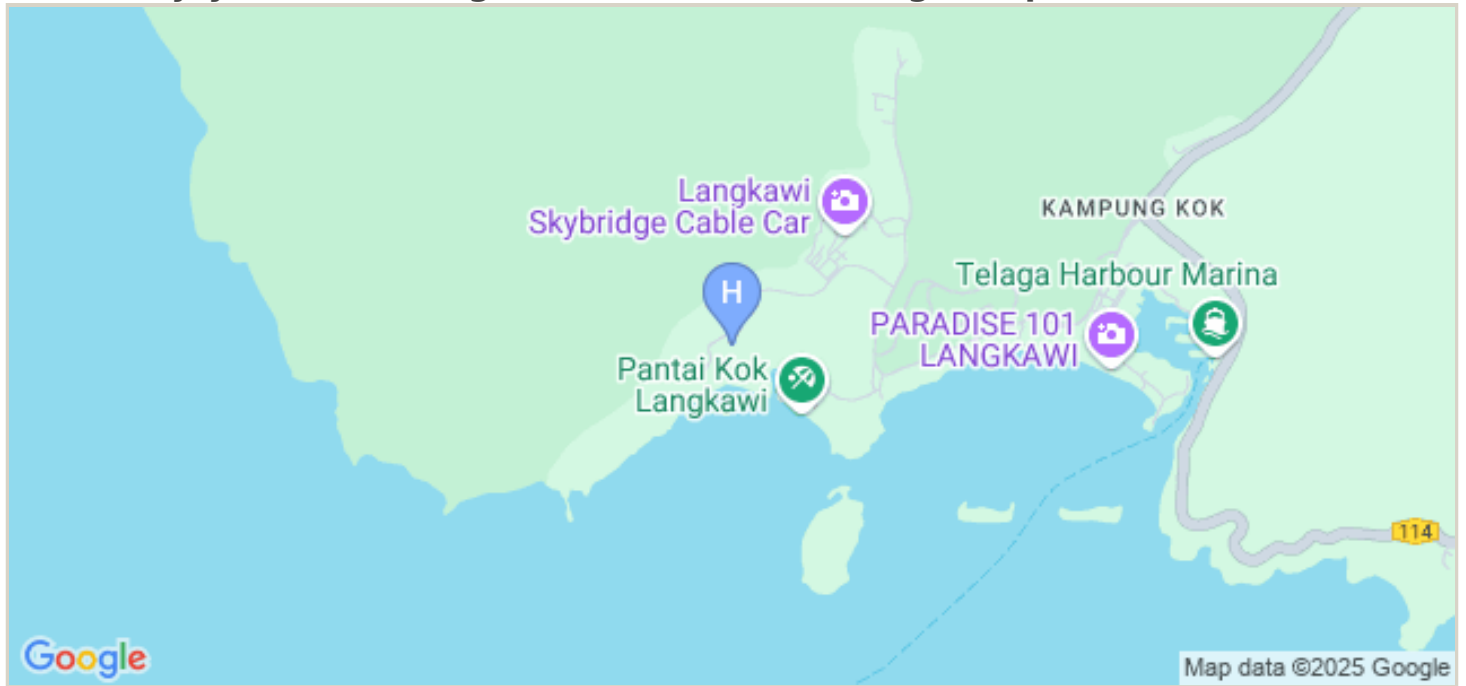 Langkawi
Skybridge Cable Car
KAMPUNG KOK
Telaga Harbour Marina
H
PARADISE 101
LANGKAWI
Pantai Kok
Langkawi
114
Google
Map data ©2025 Google